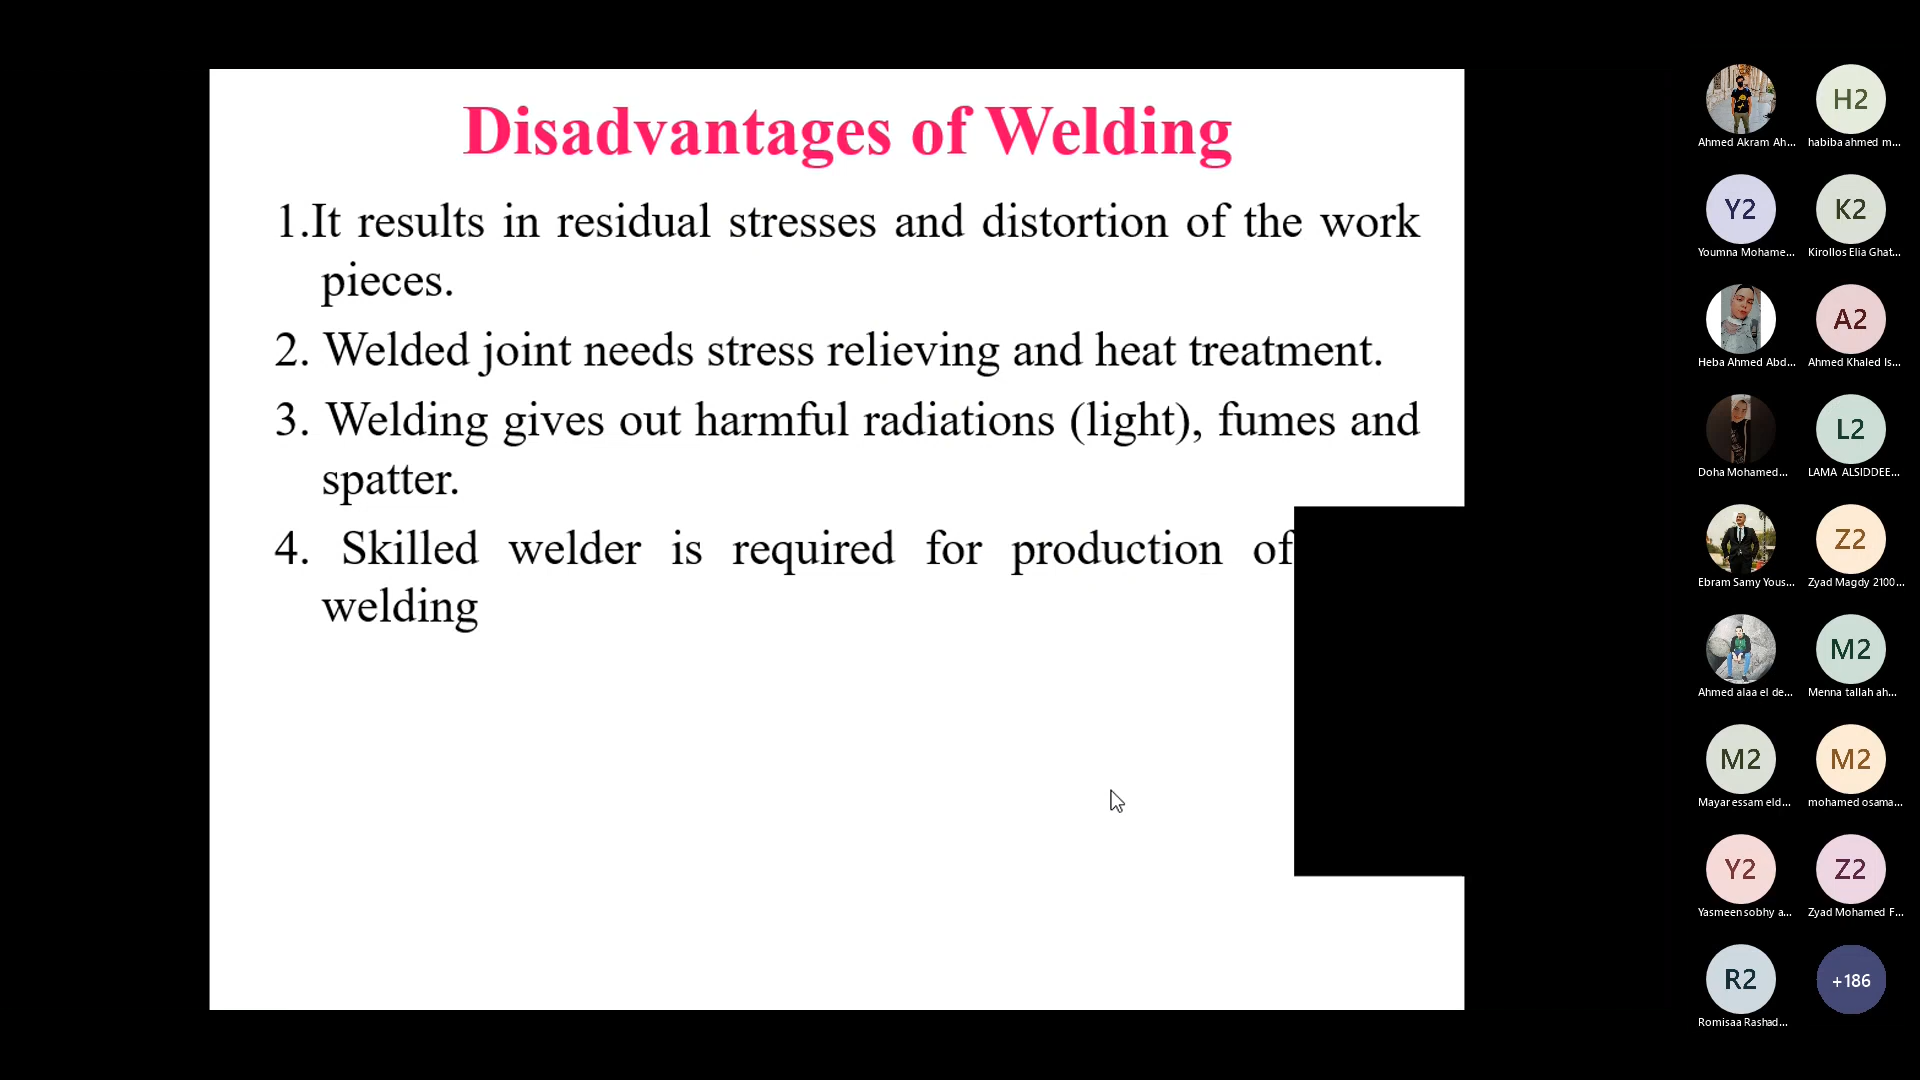 Disadvantages of Welding
1.It results in residual stresses and distortion of the work
pieces.
2. Welded joint needs stress relieving and heat treatment.
3. Welding gives out harmful radiations (light), fumes and
spatter.
4. Skilled welder is required for production of
welding
Ahmed Akram Ah...
H2
habiba ahmed m...
Y2
Youmna Mohame...
K2
Kirollos Elia Ghat...
Heba Ahmed Abd...
A2
Ahmed Khaled Is...
Doha Mohamed...
L2
LAMA ALSIDDEE...
Ebram Samy Yous...
Z2
Zyad Magdy 2100...
Ahmed alaa el de...
M2
Menna tallah ah...
M2
Mayar essam eld...
M2
mohamed osama...
Y2
Yasmeen sobhy a...
Z2
Zyad Mohamed F...
R2
Romisaa Rashad...
+186